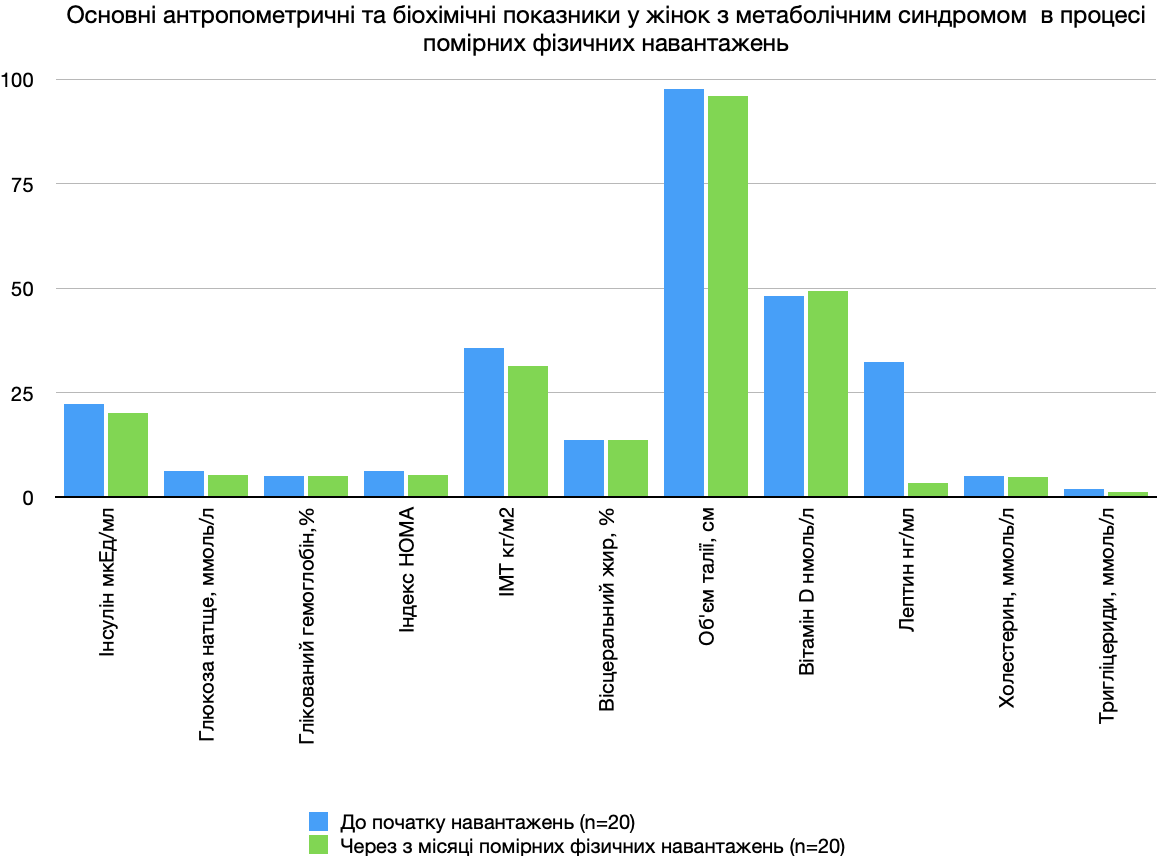 Основні антропометричні та біохімічні показники у жінок з метаболічним синдромом  в процесі
помірних фізичних навантажень
100
75
50
25
0
Інсулін мкЕд/мл
Глюкоза натще, ммоль/л
Глікований гемоглобін, %
Індекс НОМА
ІМТ кг/м2
Вісцеральний жир, %
Об'єм талії, см
Вітамін D нмоль/л
Лептин нг/мл
Холестерин, ммоль/л
Тригліцериди, ммоль/л
До початку навантажень (n=20)
Через з місяці помірних фізичних навантажень (n=20)